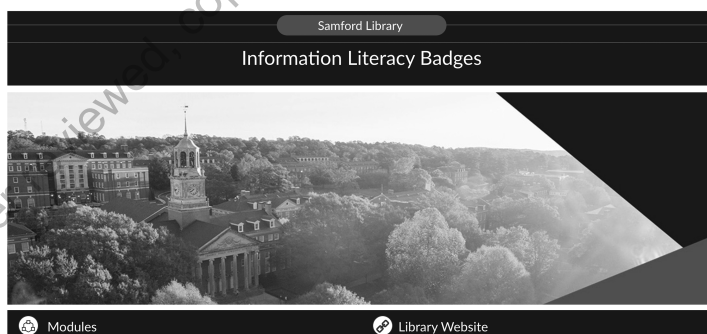 Samford Library
Information Literacy Badges
Modules
Library Website